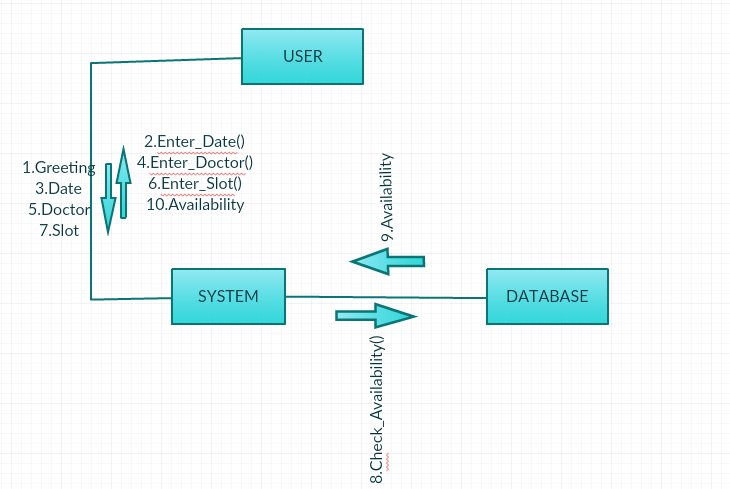 USER
1.Greeting
3.Date
5.Doctor
7.Slot
2.Enter_Date()
4.Enter_Doctor()
6.Enter_Slot()
10.Availability
9.Availability
SYSTEM
DATABASE
8.Check_Availability()